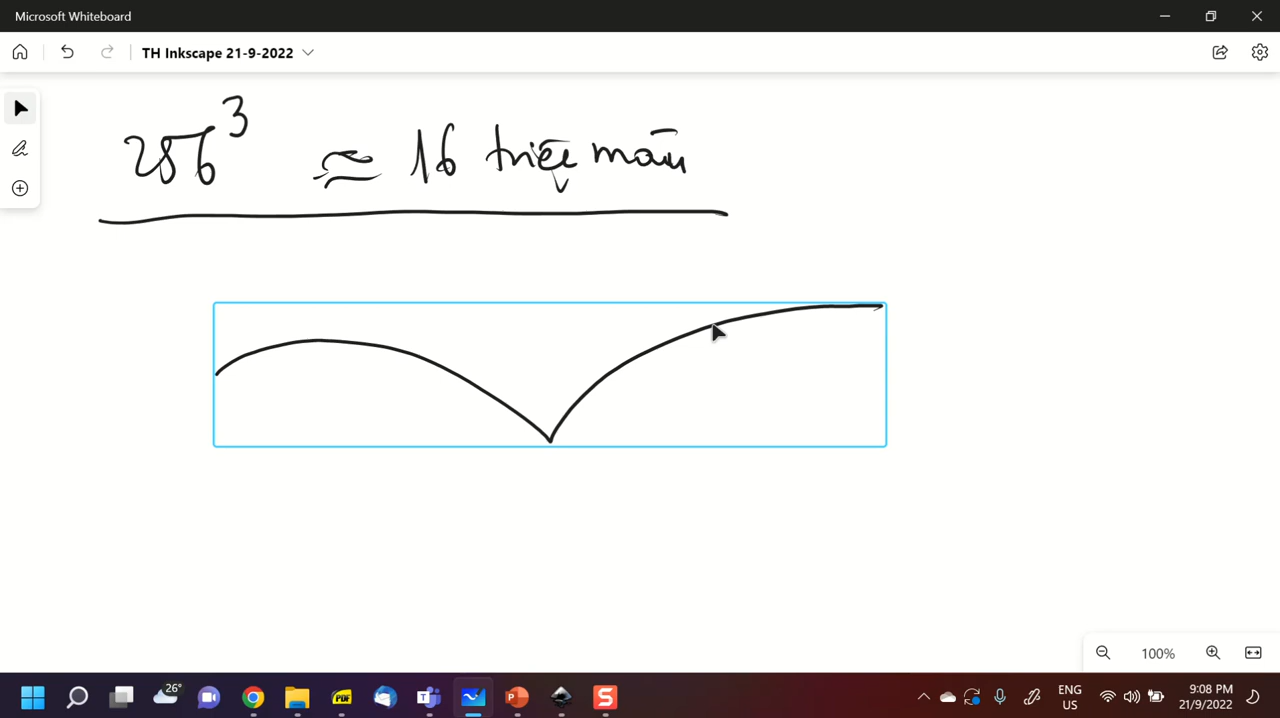 Microsoft Whiteboard
TH Inkscape 21-9-2022
256³ ≈ 16 triệu màu
100%
26°
ENG
US
9:08 PM
21/9/2022